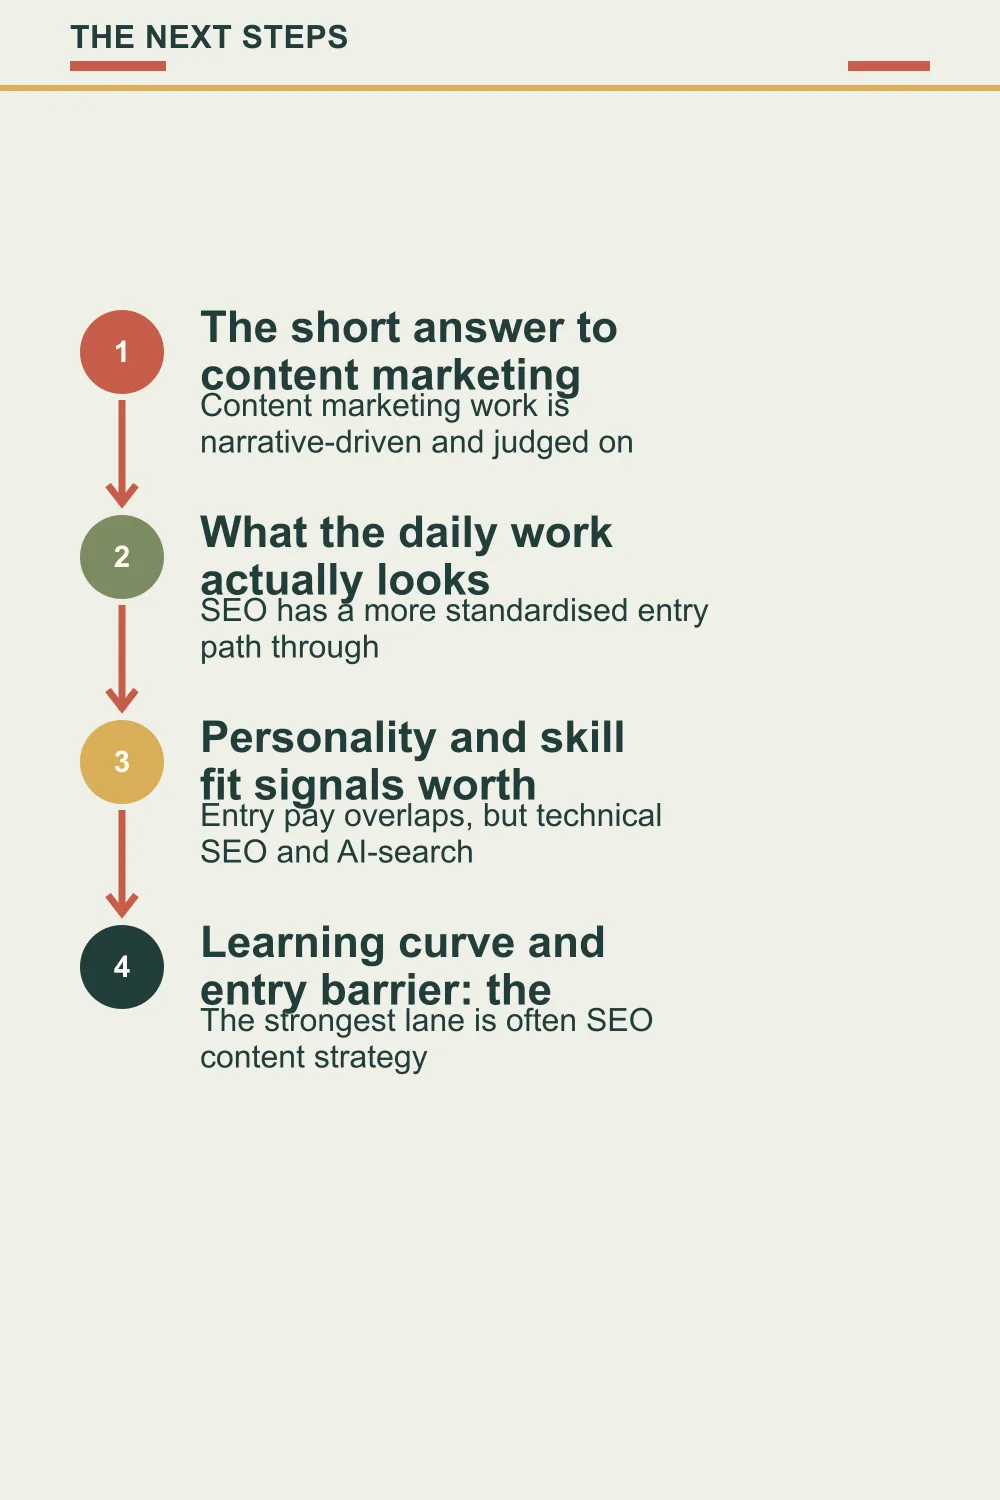 THE NEXT STEPS
1
The short answer to
content marketing
Content marketing work is
narrative-driven and judged on
2
What the daily work
actually looks
SEO has a more standardised entry
path through
3
Personality and skill
fit signals worth
Entry pay overlaps, but technical
SEO and AI-search
4
Learning curve and
entry barrier: the
The strongest lane is often SEO
content strategy